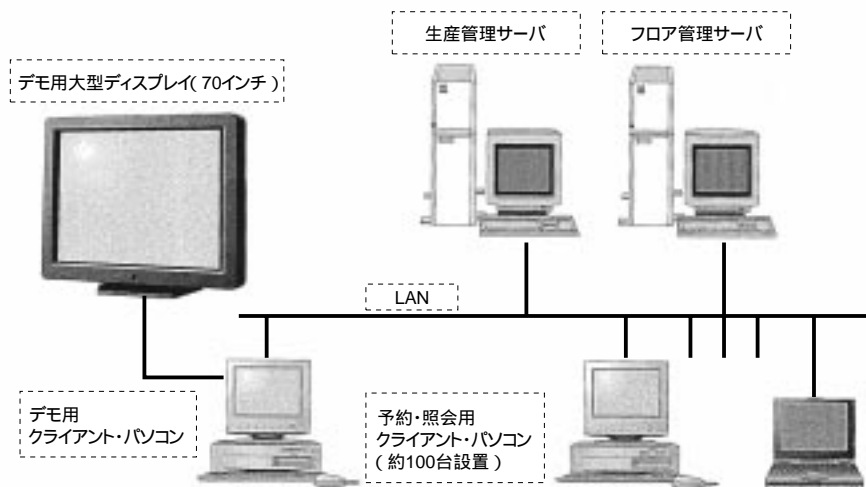 生産管理サーバ
フロア管理サーバ
デモ用大型ディスプレイ(70インチ)
LAN
デモ用
クライアント・パソコン
予約・照会用
クライアント・パソコン
(約100台設置)